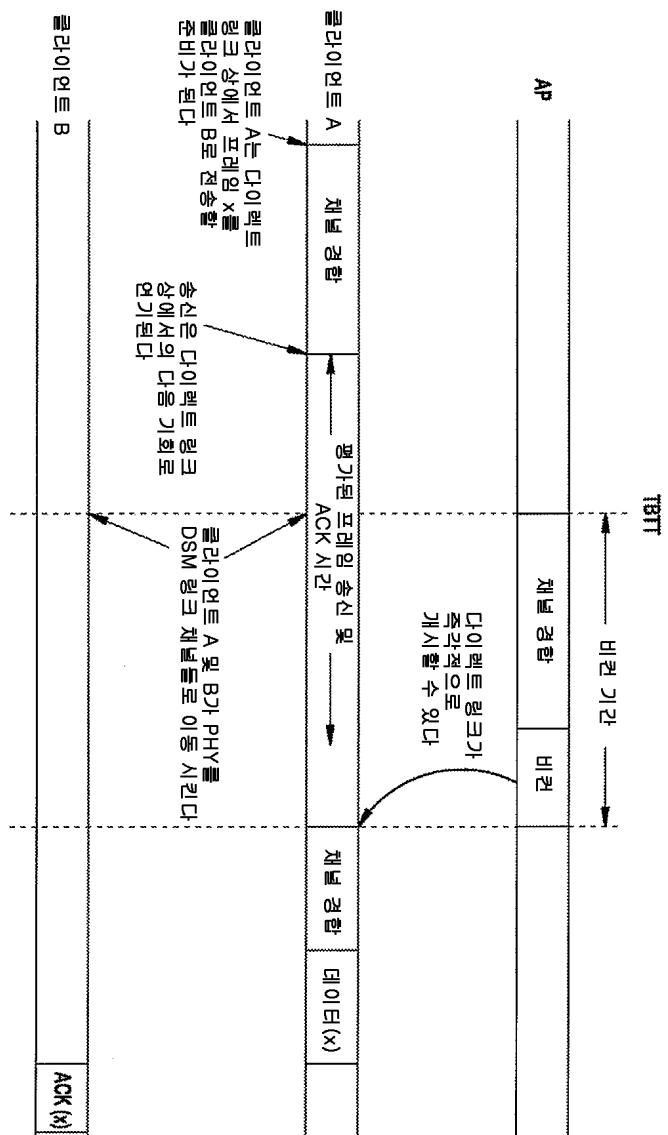 TBTT
비컨 기간
AP
채널 경합
비컨
다이렉트 링크가
즉각적으로
개시할 수 있다
클라이언트 A
채널 경합
평가된 프레임 송신 및
ACK 시간
채널 경합
데이터(x)
클라이언트 A는 다이렉트
링크 상에서 프레임 x를
클라이언트 B로 전송할
준비가 된다
송신은 다이렉트 링크
상에서의 다음 기회로
연기된다
클라이언트 A 및 B가 PHY를
DSM 링크 채널들로 이동 시킨다
클라이언트 B
ACK (x)